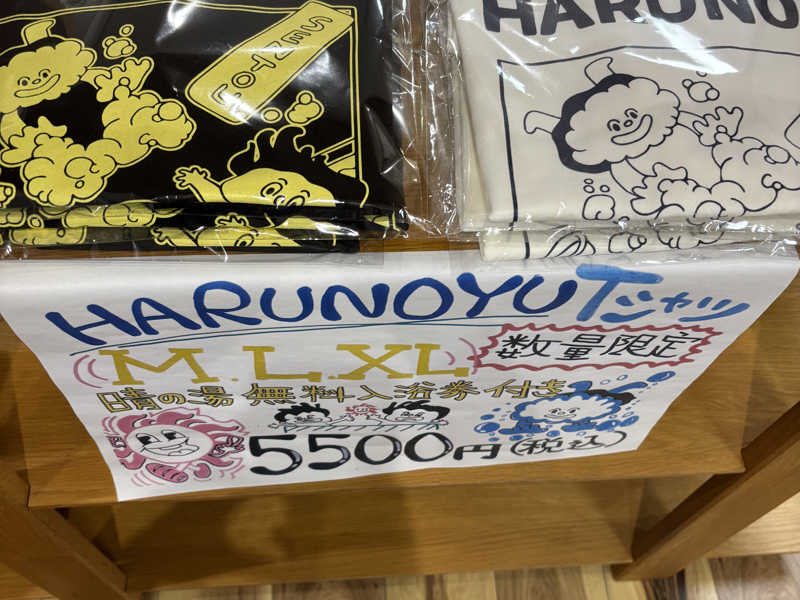 SENTOU
HARUNO
HARUNOYU Tシャツ
M.L.XL
数量限定
晴の湯 無料入浴券付き
5500円(税込)